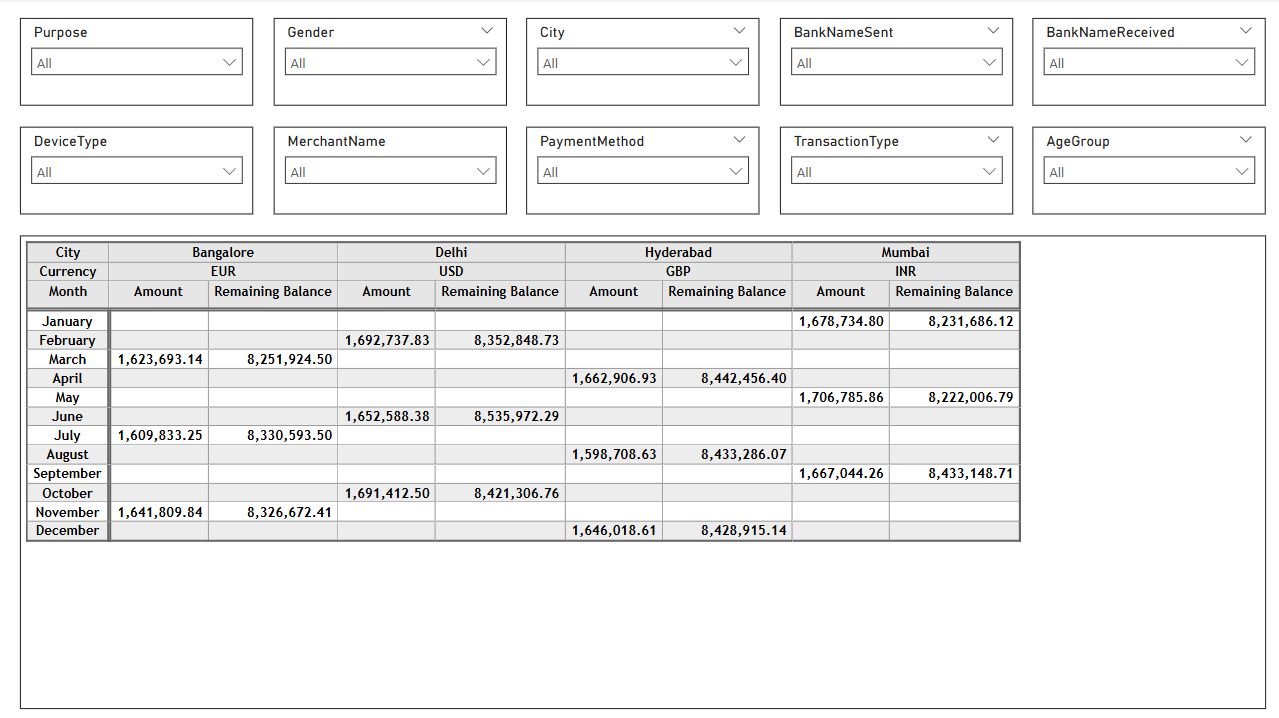 Purpose Gender City BankNameSent BankNameReceived
All All All All All
DeviceType MerchantName PaymentMethod TransactionType AgeGroup
All All All All All
City Bangalore Delhi Hyderabad Mumbai
Currency EUR USD GBP INR
Month Amount Remaining Balance Amount Remaining Balance Amount Remaining Balance Amount Remaining Balance
January 1,678,734.80 8,231,686.12
February 1,692,737.83 8,352,848.73
March 1,623,693.14 8,251,924.50
April 1,662,906.93 8,442,456.40
May 1,706,785.86 8,222,006.79
June 1,652,588.38 8,535,972.29
July 1,609,833.25 8,330,593.50
August 1,598,708.63 8,433,286.07
September 1,667,044.26 8,433,148.71
October 1,691,412.50 8,421,306.76
November 1,641,809.84 8,326,672.41
December 1,646,018.61 8,428,915.14